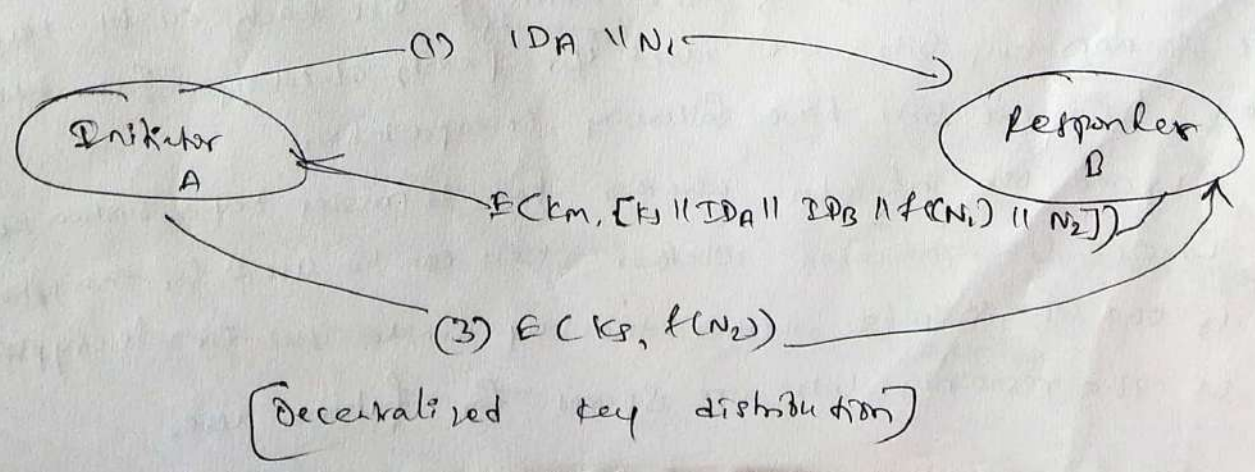 (1) IDA || N1
Initiator
A
Responder
B
E(Km, [Ks || IDA || IDB || f(N1) || N2])
(3) E(Ks, f(N2))
[Decentralized key distribution]